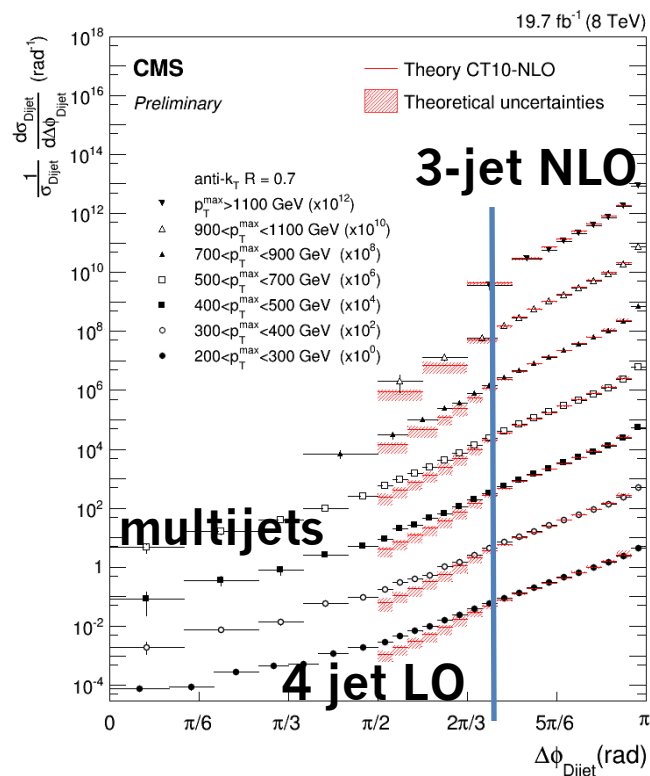 19.7 fb⁻¹ (8 TeV)
CMS
Preliminary
Theory CT10-NLO
Theoretical uncertainties
3-jet NLO
anti-k_T R = 0.7
p_T^max>1100 GeV (x10¹²)
900<p_T^max<1100 GeV (x10¹⁰)
700<p_T^max<900 GeV (x10⁸)
500<p_T^max<700 GeV (x10⁶)
400<p_T^max<500 GeV (x10⁴)
300<p_T^max<400 GeV (x10²)
200<p_T^max<300 GeV (x10⁰)
multijets
4 jet LO
1/σ_Dijet dσ_Dijet/dΔφ_Dijet (rad⁻¹)
10¹⁸
10¹⁶
10¹⁴
10¹²
10¹⁰
10⁸
10⁶
10⁴
10²
1
10⁻²
10⁻⁴
0 π/6 π/3 π/2 2π/3 5π/6 π
Δφ_Dijet(rad)